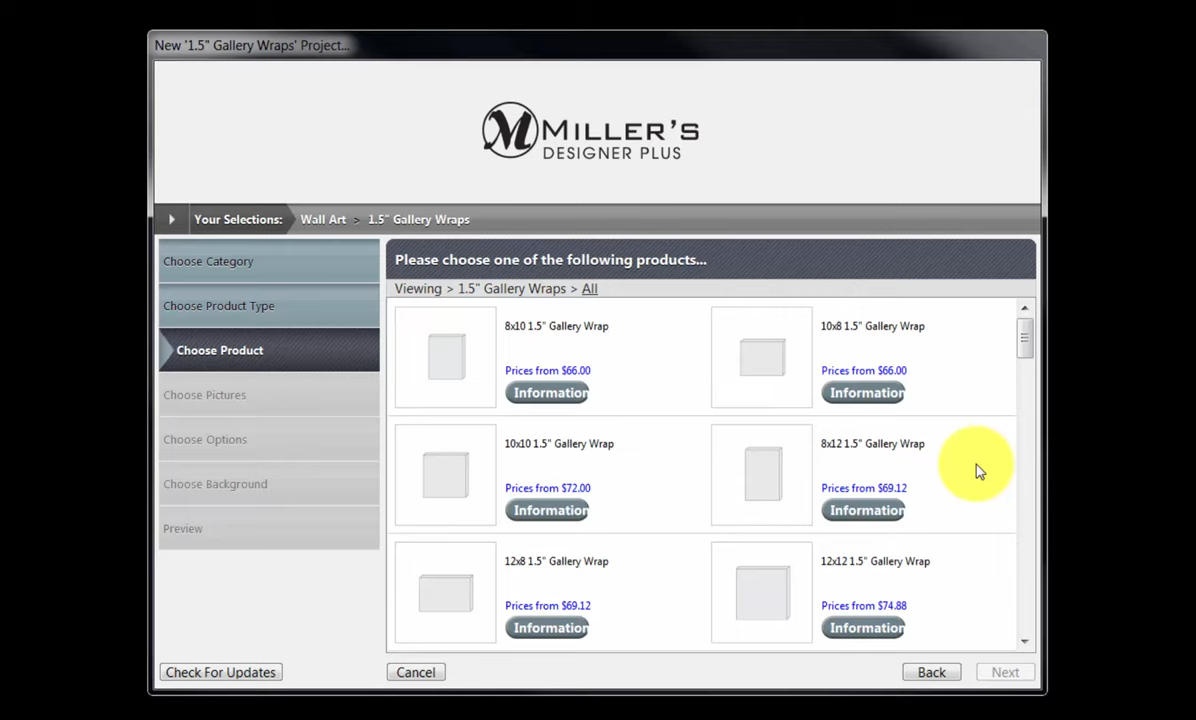 New '1.5" Gallery Wraps' Project...
M MILLER'S
DESIGNER PLUS
Your Selections: Wall Art > 1.5" Gallery Wraps
Choose Category
Choose Product Type
Choose Product
Choose Pictures
Choose Options
Choose Background
Preview
Please choose one of the following products...
Viewing > 1.5" Gallery Wraps > All
8x10 1.5" Gallery Wrap
Prices from $66.00
Information
10x8 1.5" Gallery Wrap
Prices from $66.00
Information
10x10 1.5" Gallery Wrap
Prices from $72.00
Information
8x12 1.5" Gallery Wrap
Prices from $69.12
Information
12x8 1.5" Gallery Wrap
Prices from $69.12
Information
12x12 1.5" Gallery Wrap
Prices from $74.88
Information
Check For Updates
Cancel
Back
Next